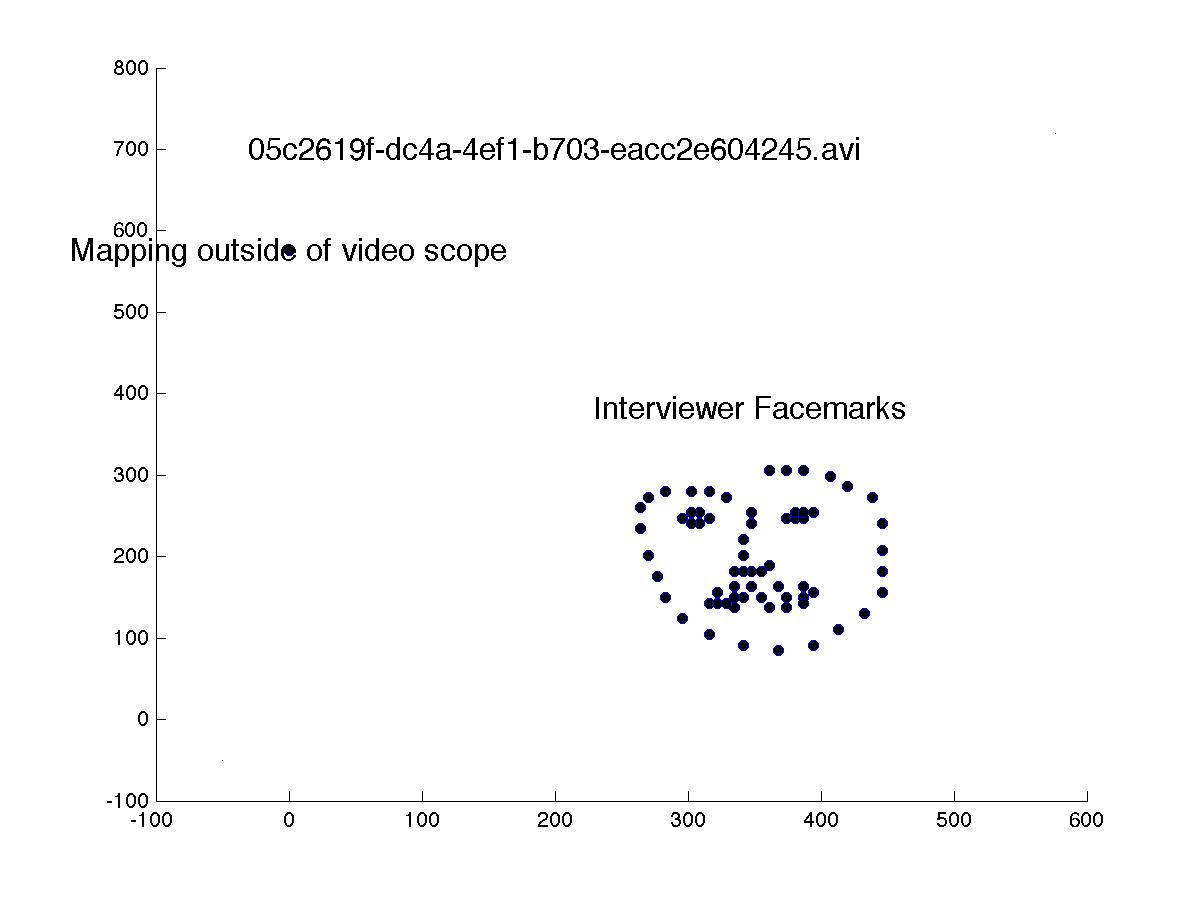 800
05c2619f-dc4a-4ef1-b703-eacc2e604245.avi
700
600
Mapping outside of video scope
500
400
Interviewer Facemarks
300
200
100
0
-100
-100 0 100 200 300 400 500 600